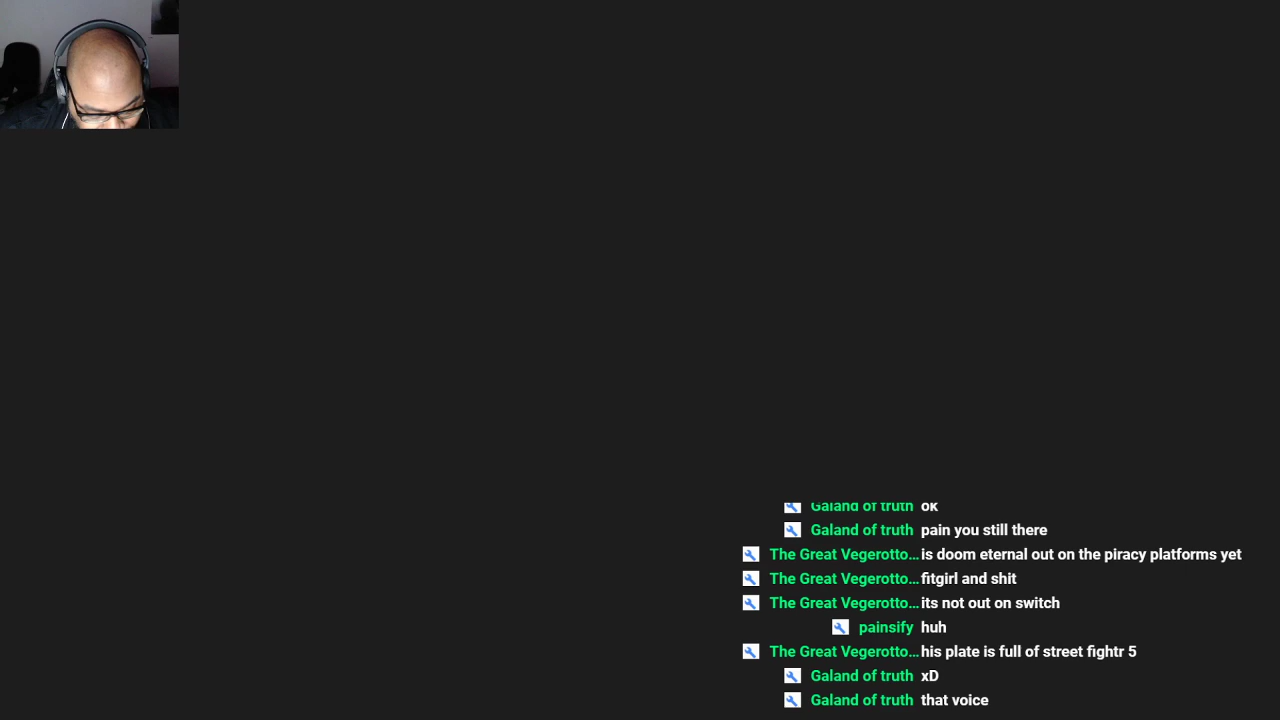 Galand of truth ok
Galand of truth pain you still there
The Great Vegerotto... is doom eternal out on the piracy platforms yet
The Great Vegerotto... fitgirl and shit
The Great Vegerotto... its not out on switch
painsify huh
The Great Vegerotto... his plate is full of street fightr 5
Galand of truth xD
Galand of truth that voice